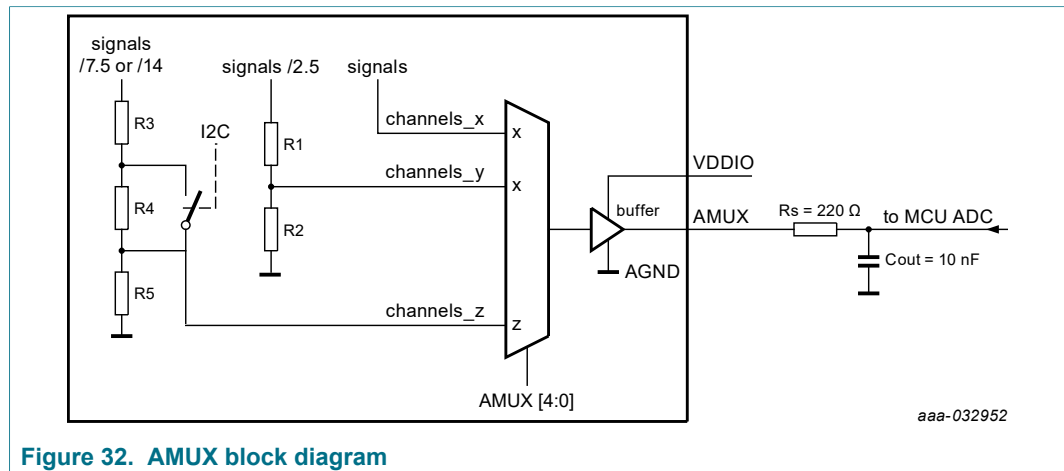 signals
/7.5 or /14
signals /2.5
signals
R3
I2C
channels_x
x
R1
channels_y
x
VDDIO
R4
buffer
AMUX
Rs = 220 Ω
to MCU ADC
R2
AGND
Cout = 10 nF
R5
channels_z
z
AMUX [4:0]
aaa-032952
Figure 32. AMUX block diagram